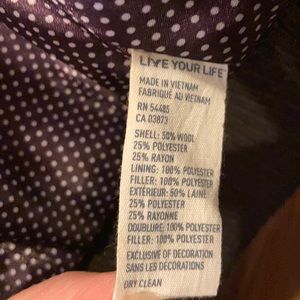 LIVE YOUR LIFE
MADE IN VIETNAM
FABRIQUÉ AU VIETNAM
RN 54485
CA 03873
SHELL: 50% WOOL
25% POLYESTER
25% RAYON
LINING: 100% POLYESTER
FILLER: 100% POLYESTER
EXTÉRIEUR: 50% LAINE
25% POLYESTER
25% RAYONNE
DOUBLURE: 100% POLYESTER
FILLER: 100% POLYESTER
EXCLUSIVE OF DECORATION
SANS LES DÉCORATIONS
DRY CLEAN